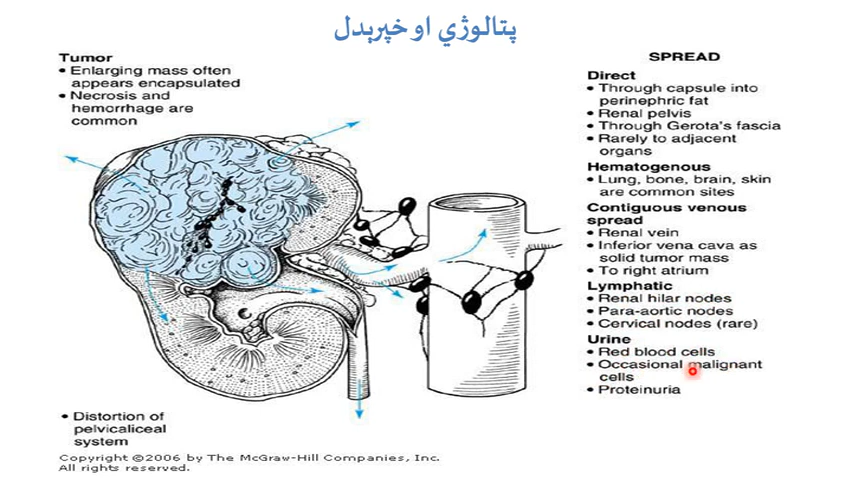 پتالوژي او خپرېدل
Tumor
• Enlarging mass often
appears encapsulated
• Necrosis and
hemorrhage are
common
SPREAD
Direct
• Through capsule into
perinephric fat
• Renal pelvis
• Through Gerota's fascia
• Rarely to adjacent
organs
Hematogenous
• Lung, bone, brain, skin
are common sites
Contiguous venous
spread
• Renal vein
• Inferior vena cava as
solid tumor mass
• To right atrium
Lymphatic
• Renal hilar nodes
• Para-aortic nodes
• Cervical nodes (rare)
Urine
• Red blood cells
• Occasional malignant
cells
• Proteinuria
• Distortion of
pelvicaliceal
system
Copyright ©2006 by The McGraw-Hill Companies, Inc.
All rights reserved.